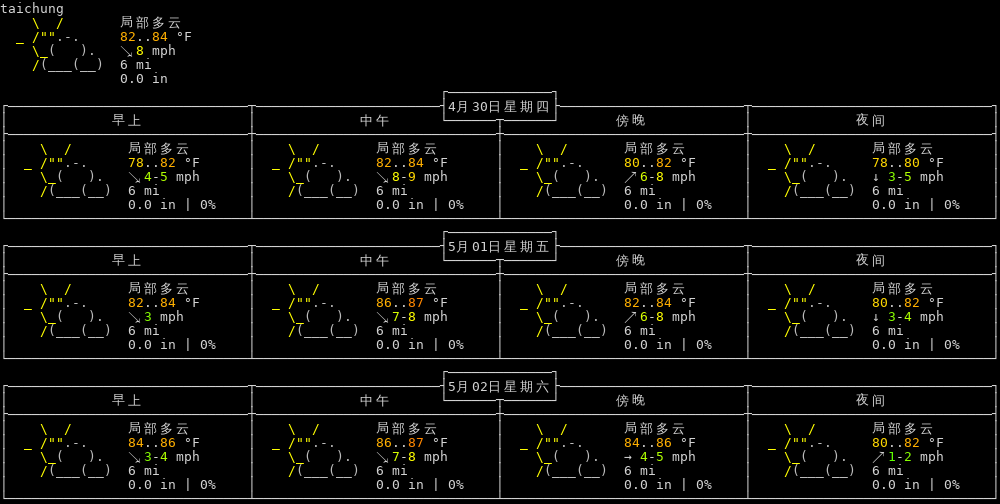 taichung
局部多云
82..84 °F
↘8 mph
6 mi
0.0 in
4月30日星期四
早上 中午 傍晚 夜间
局部多云 局部多云 局部多云 局部多云
78..82 °F 82..84 °F 80..82 °F 78..80 °F
↘4-5 mph ↘8-9 mph ↗6-8 mph ↓ 3-5 mph
6 mi 6 mi 6 mi 6 mi
0.0 in | 0% 0.0 in | 0% 0.0 in | 0% 0.0 in | 0%
5月01日星期五
早上 中午 傍晚 夜间
局部多云 局部多云 局部多云 局部多云
82..84 °F 86..87 °F 82..84 °F 80..82 °F
↘3 mph ↘7-8 mph ↗6-8 mph ↓ 3-4 mph
6 mi 6 mi 6 mi 6 mi
0.0 in | 0% 0.0 in | 0% 0.0 in | 0% 0.0 in | 0%
5月02日星期六
早上 中午 傍晚 夜间
局部多云 局部多云 局部多云 局部多云
84..86 °F 86..87 °F 84..86 °F 80..82 °F
↘3-4 mph ↘7-8 mph → 4-5 mph ↗1-2 mph
6 mi 6 mi 6 mi 6 mi
0.0 in | 0% 0.0 in | 0% 0.0 in | 0% 0.0 in | 0%